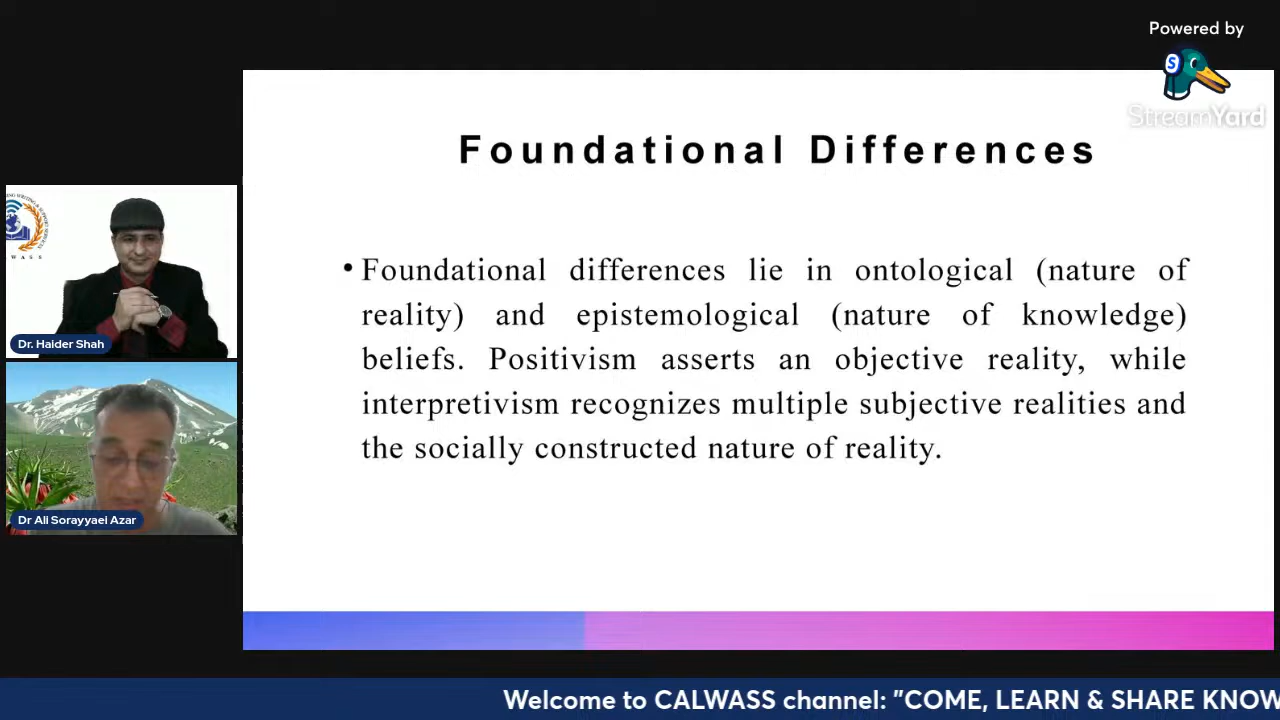 Powered by
StreamYard
Foundational Differences
• Foundational differences lie in ontological (nature of
reality) and epistemological (nature of knowledge)
beliefs. Positivism asserts an objective reality, while
interpretivism recognizes multiple subjective realities and
the socially constructed nature of reality.
W A S S
Dr. Haider Shah
Dr Ali Sorayyaei Azar
Welcome to CALWASS channel: "COME, LEARN & SHARE KNOW